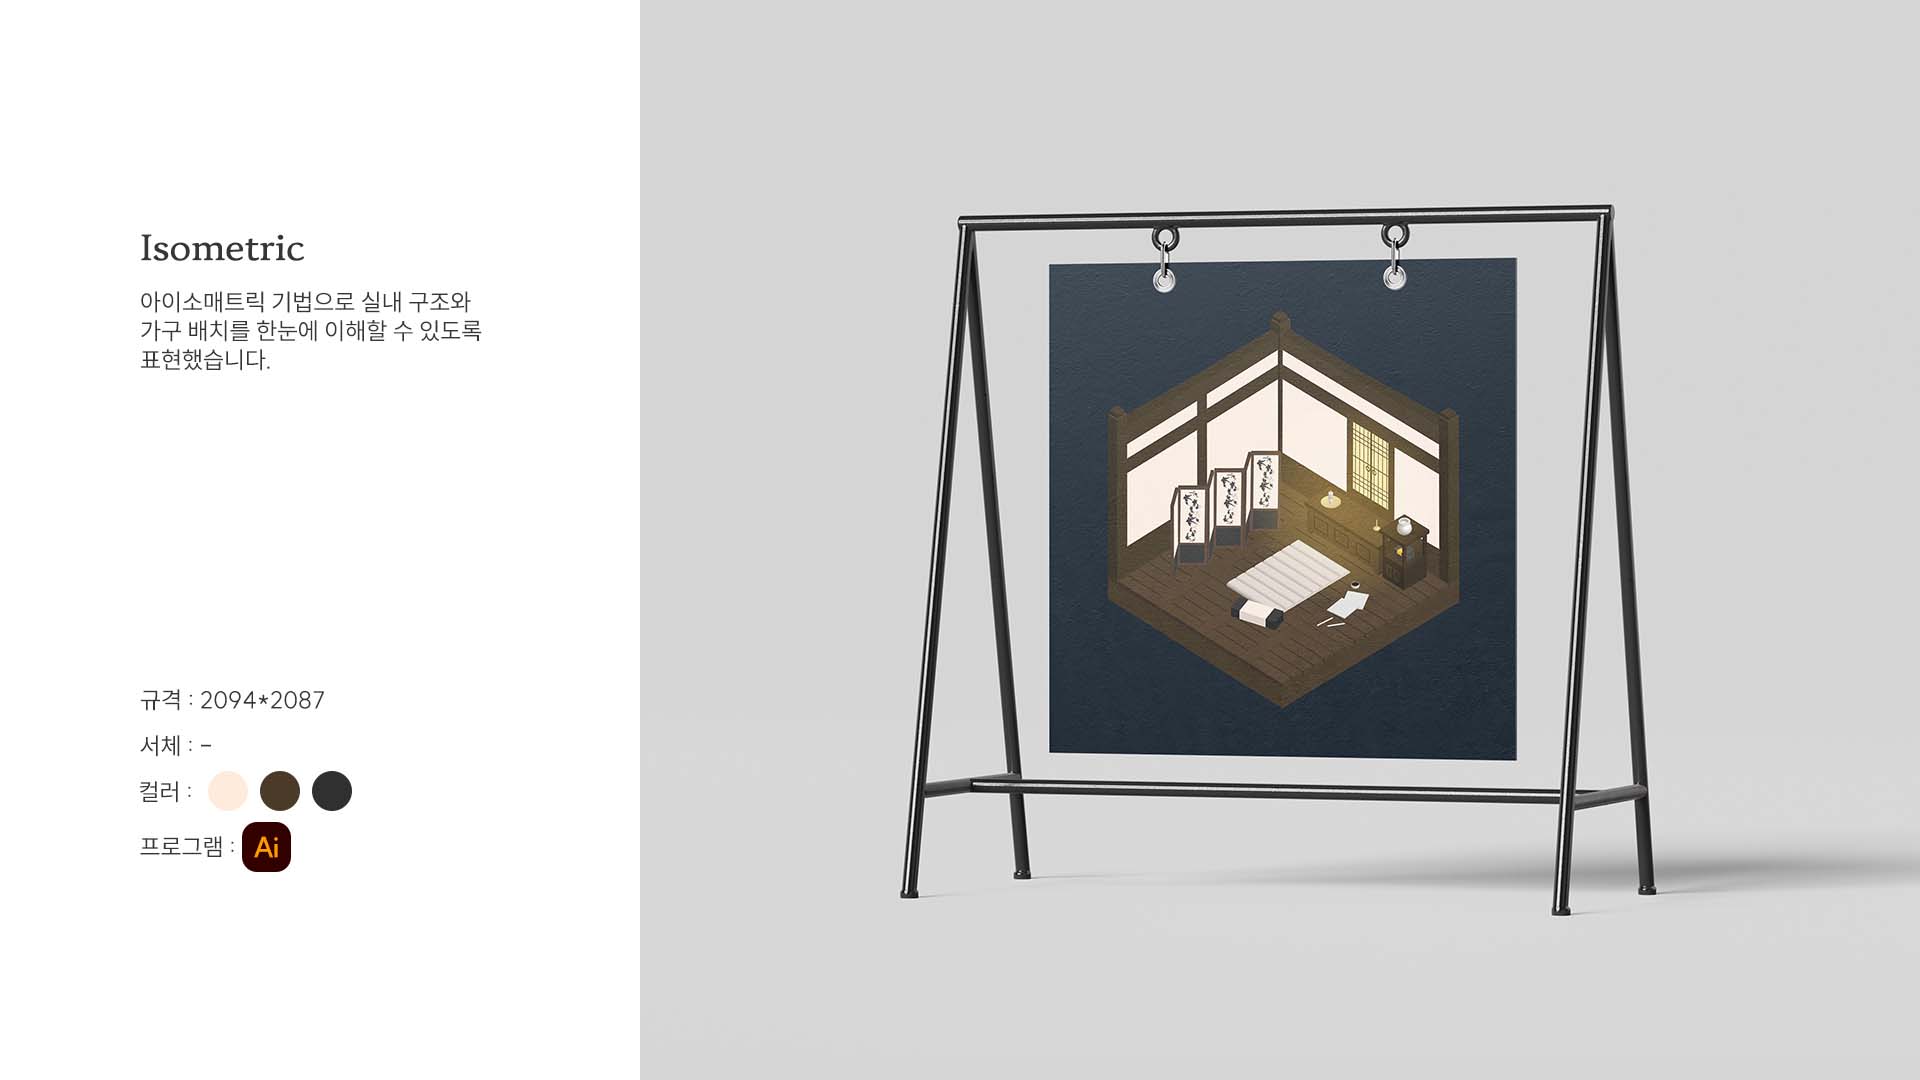 Isometric
아이소매트릭 기법으로 실내 구조와
가구 배치를 한눈에 이해할 수 있도록
표현했습니다.
규격 : 2094*2087
서체 : –
컬러 :
프로그램 : Ai